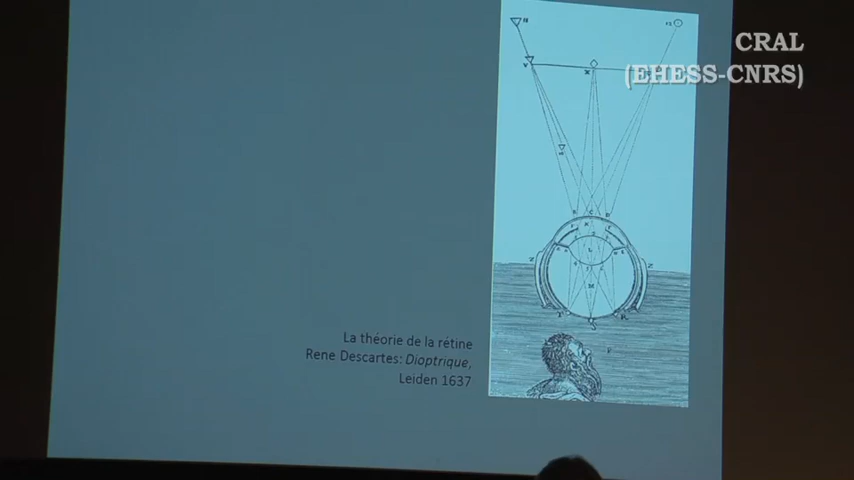 CRAL
(EHESS-CNRS)
La théorie de la rétine
Rene Descartes: Dioptrique,
Leiden 1637